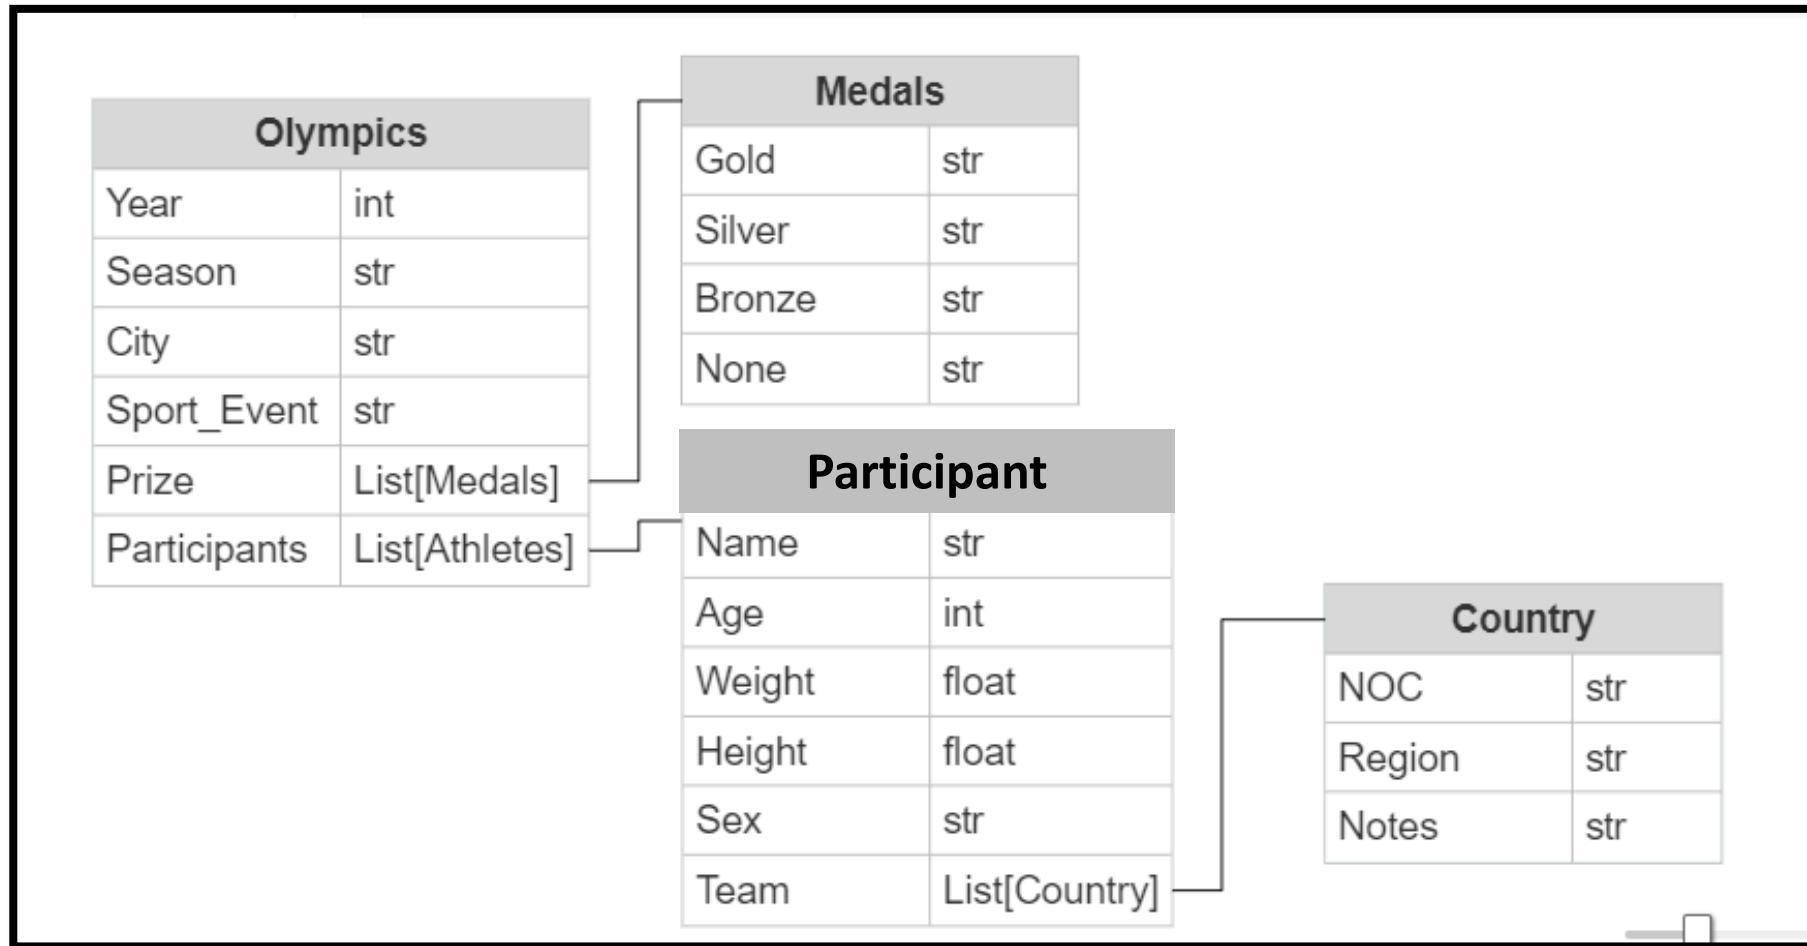 Olympics
Year int
Season str
City str
Sport_Event str
Prize List[Medals]
Participants List[Athletes]
Medals
Gold str
Silver str
Bronze str
None str
Participant
Name str
Age int
Weight float
Height float
Sex str
Team List[Country]
Country
NOC str
Region str
Notes str